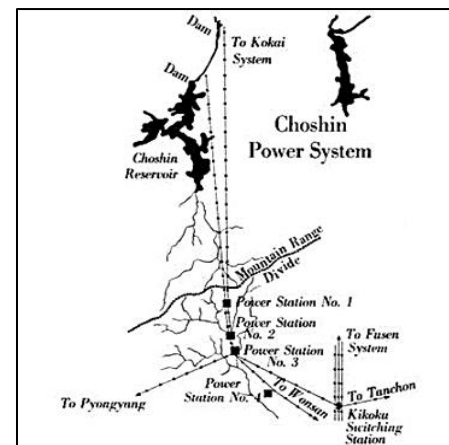 Dam
To Kokai
System
Dam
Choshin
Power System
Choshin
Reservoir
Mountain Range
Divide
Power Station No. 1
Power Station
No. 2
Power Station
No. 3
To Fusen
System
Power
Station No. 4
To Wonsan
To Tanchon
To Pyongynng
Kikoku
Switching
Station